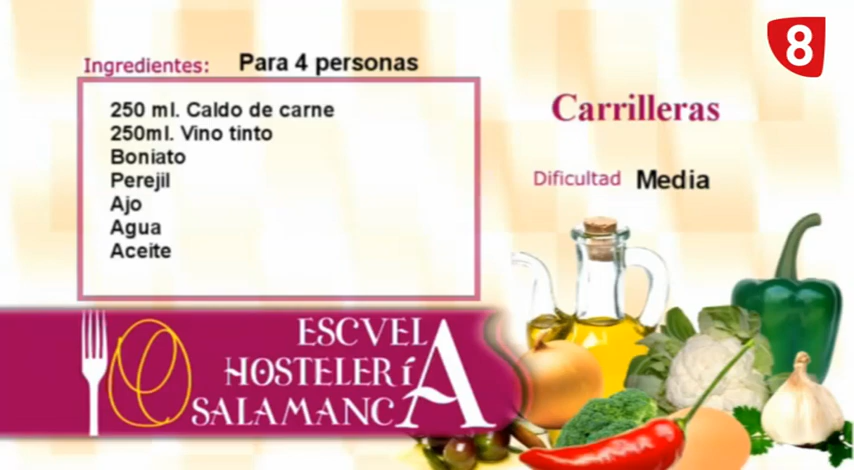 8
Ingredientes: Para 4 personas
250 ml. Caldo de carne
250ml. Vino tinto
Boniato
Perejil
Ajo
Agua
Aceite
Carrilleras
Dificultad Media
ESCVELA
HOSTELERíA
SALAMANCA